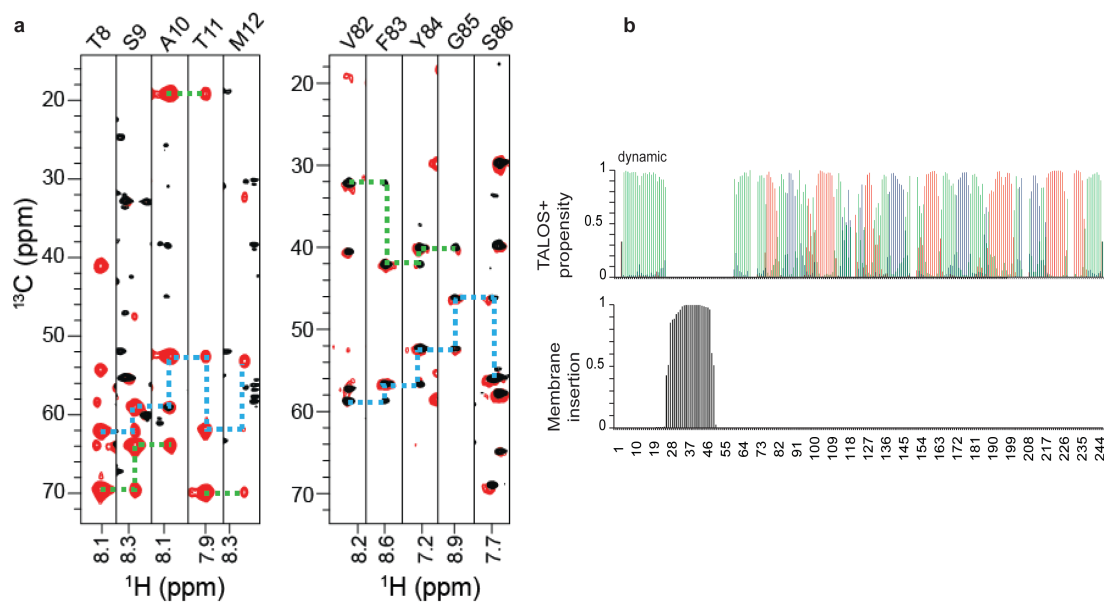 a
b
T8 S9 A10 T11 M12
V82 F83 Y84 G85 S86
20
30
40
50
60
70
¹³C (ppm)
8.1 8.3 8.1 7.9 8.3
¹H (ppm)
20
30
40
50
60
70
8.2 8.6 7.2 8.9 7.7
¹H (ppm)
dynamic
1
0.5
0
TALOS+
propensity
1
0.5
0
Membrane
insertion
1 10 19 28 37 46 55 64 73 82 91 100 109 118 127 136 145 154 163 172 181 190 199 208 217 226 235 244